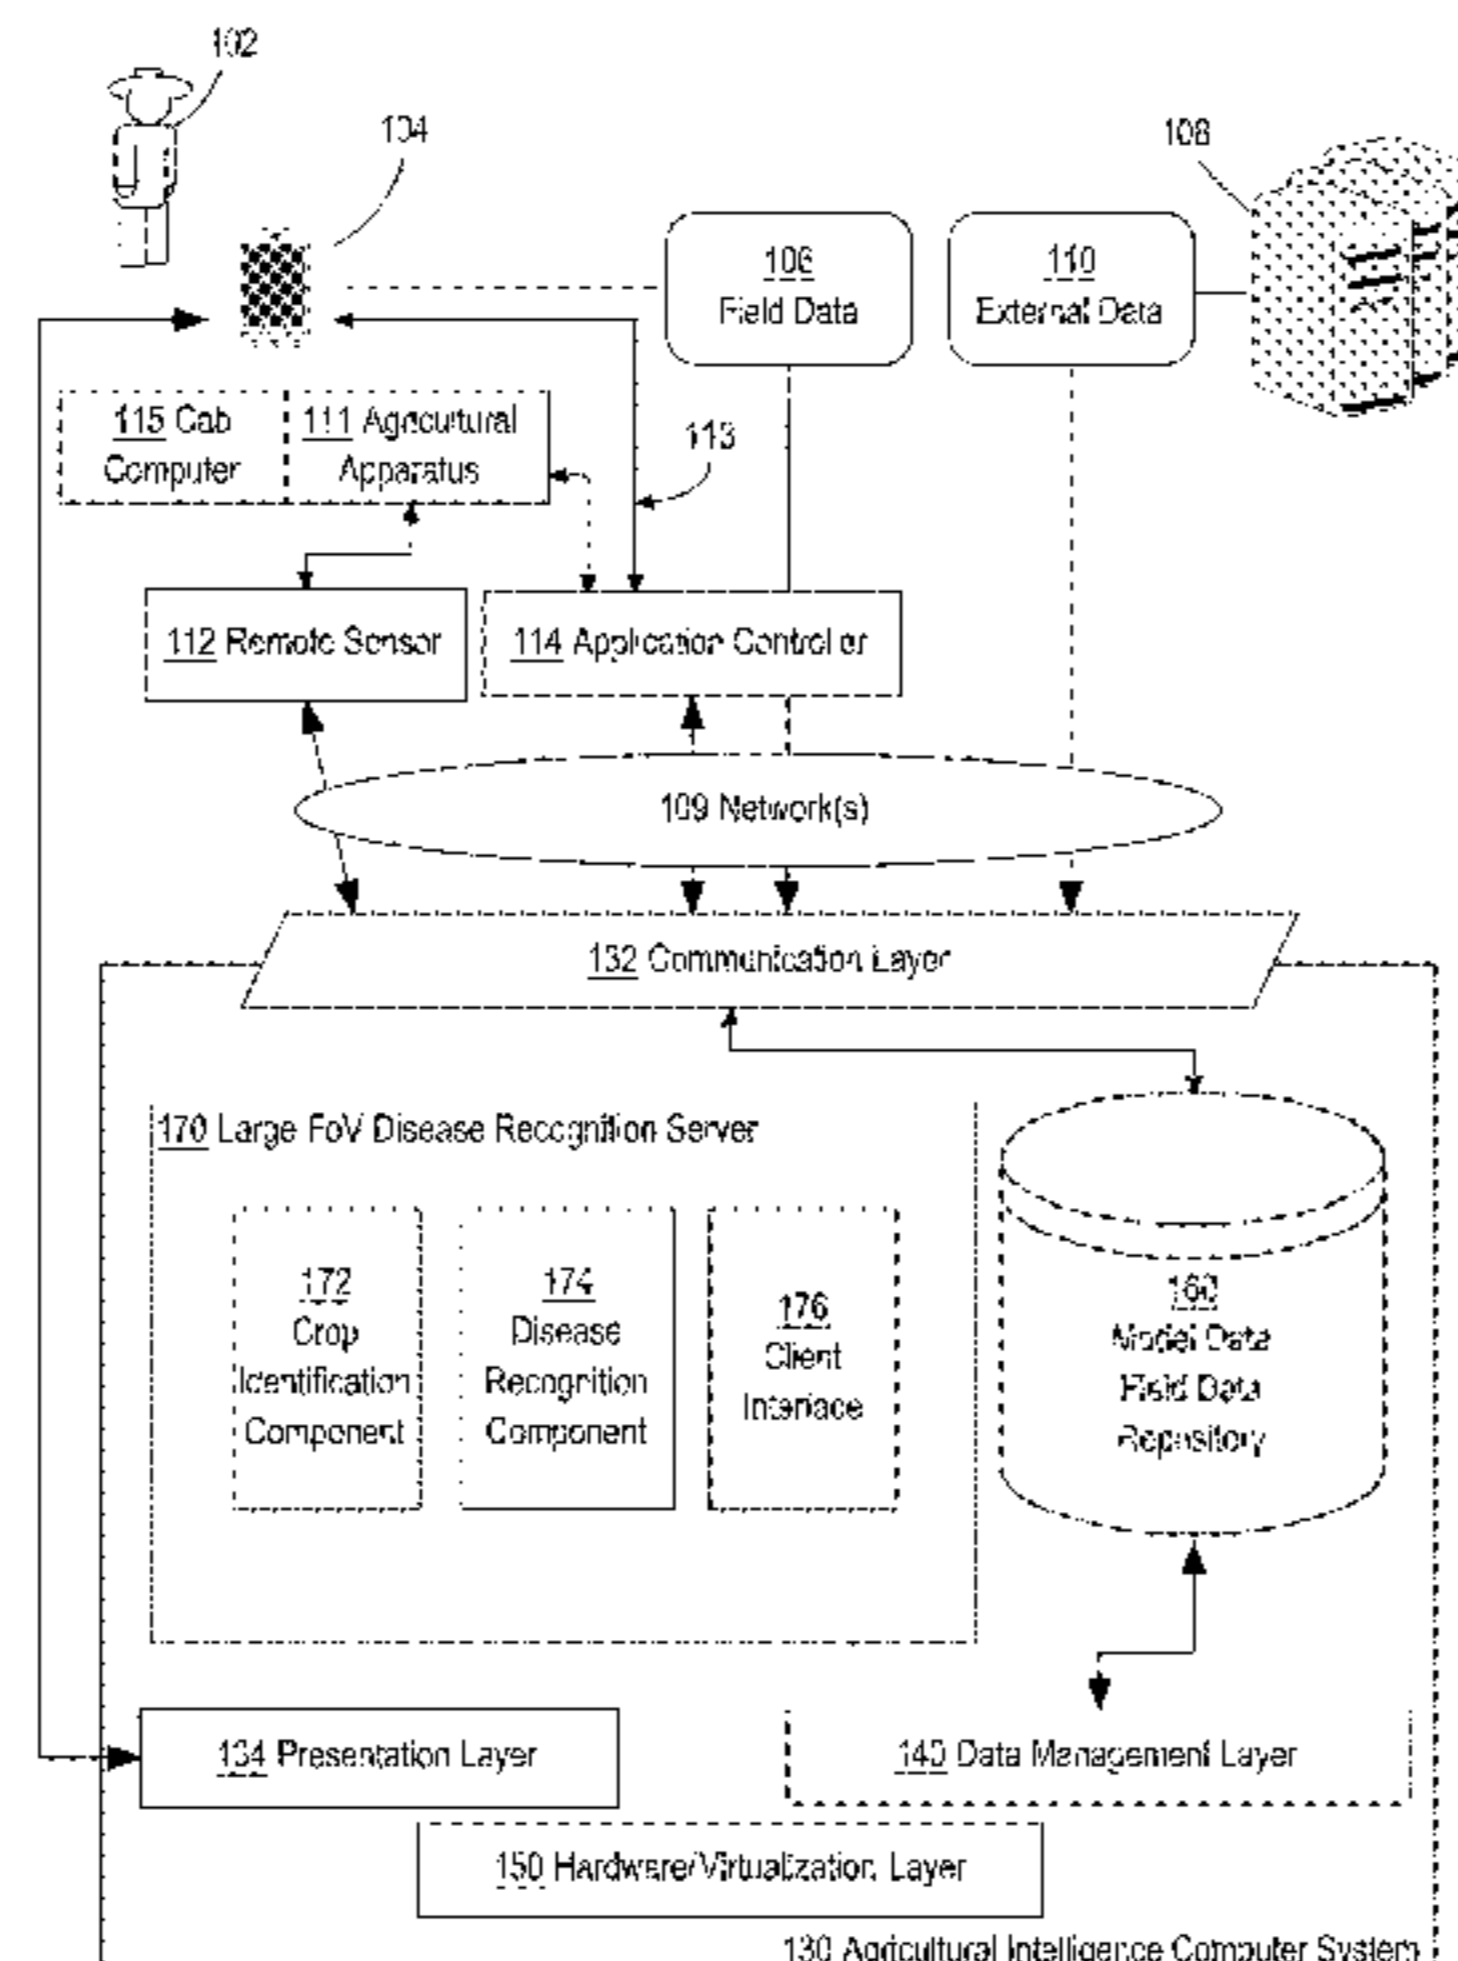 102
104
108
106
Field Data
110
External Data
115 Cab
Computer
111 Agricultural
Apparatus
113
112 Remote Sensor
114 Application Controller
109 Network(s)
132 Communication Layer
170 Large FoV Disease Recognition Server
172
Crop
Identification
Component
174
Disease
Recognition
Component
176
Client
Interface
160
Model Data
Field Data
Repository
134 Presentation Layer
140 Data Management Layer
150 Hardware/Virtualization Layer
130 Agricultural Intelligence Computer System